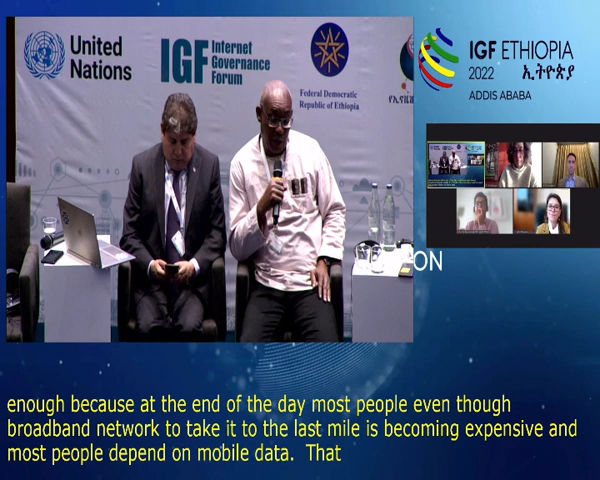 United
Nations
IGF
Internet
Governance
Forum
Federal Democratic
Republic of Ethiopia
IGF ETHIOPIA
2022 ኢትዮጵያ
ADDIS ABABA
ON
enough because at the end of the day most people even though
broadband network to take it to the last mile is becoming expensive and
most people depend on mobile data.  That